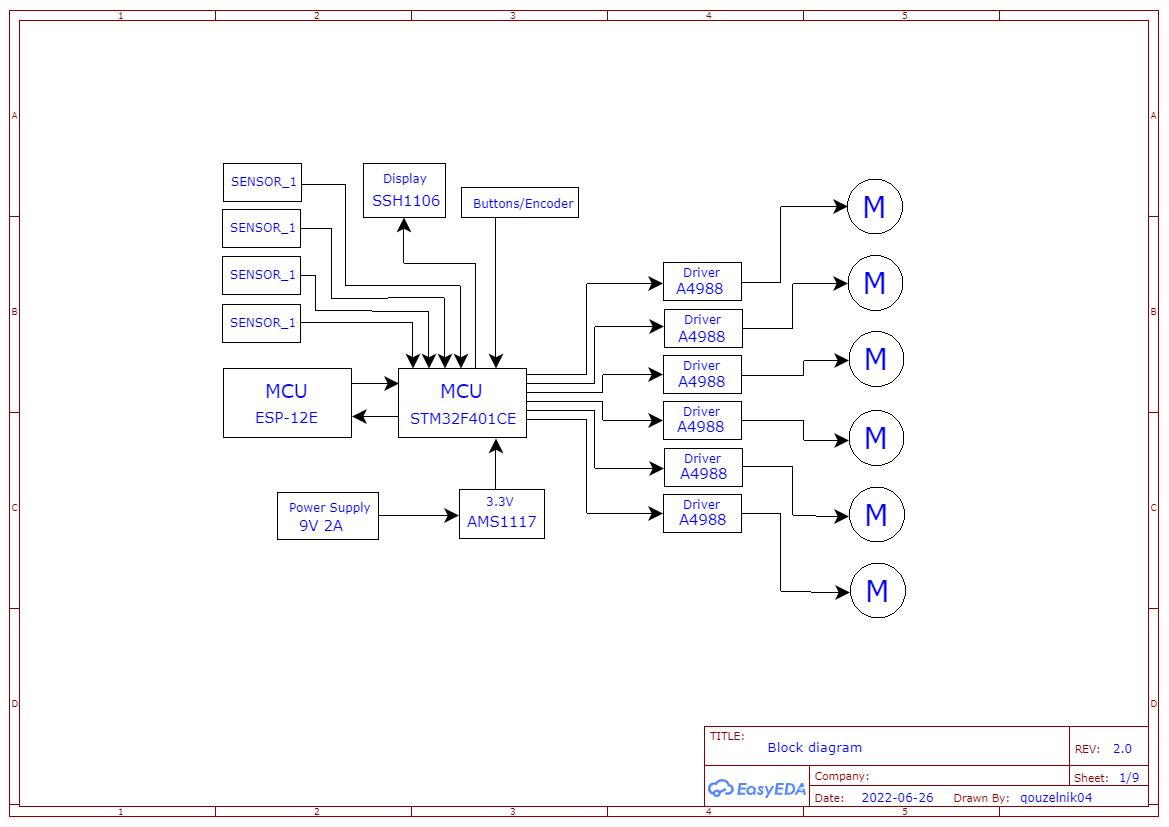 1 2 3 4 5
A A
B B
C C
D D
SENSOR_1
SENSOR_1
SENSOR_1
SENSOR_1
Display
SSH1106
Buttons/Encoder
MCU
ESP-12E
MCU
STM32F401CE
Power Supply
9V 2A
3.3V
AMS1117
Driver
A4988
Driver
A4988
Driver
A4988
Driver
A4988
Driver
A4988
Driver
A4988
M
M
M
M
M
M
TITLE:
Block diagram
REV: 2.0
EasyEDA
Company:
Sheet: 1/9
Date: 2022-06-26 Drawn By: qouzelnik04
1 2 3 4 5